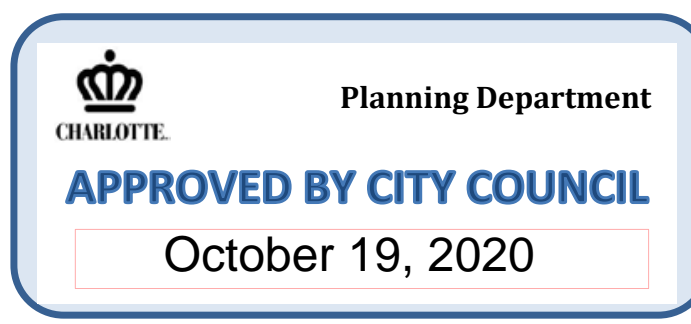 Planning Department
CHARLOTTE.
APPROVED BY CITY COUNCIL
October 19, 2020